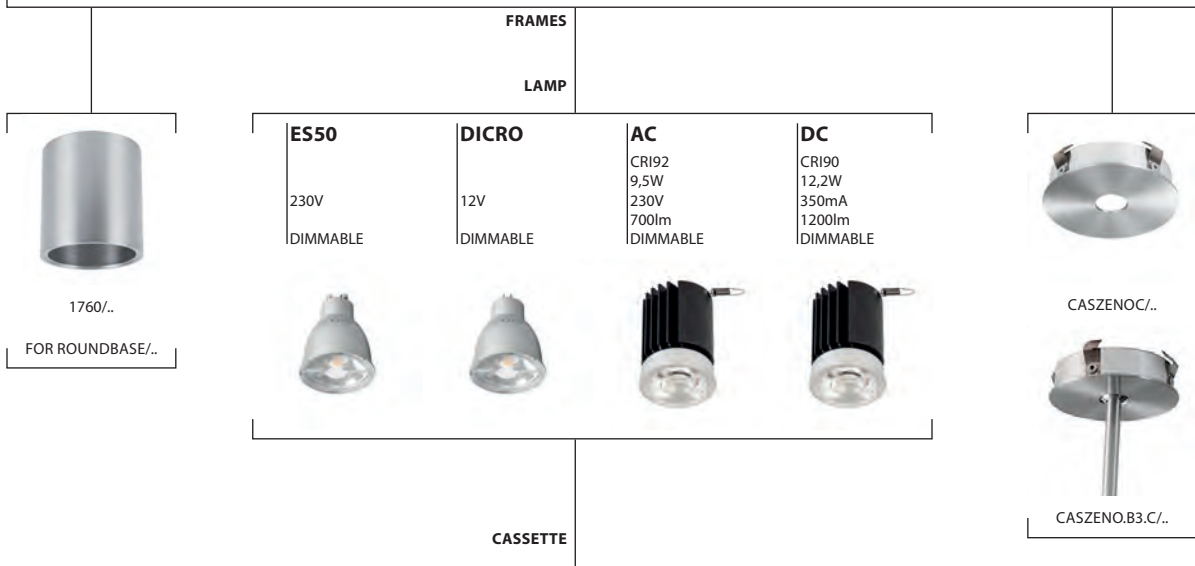 FRAMES
LAMP
ES50
230V
DIMMABLE
DICRO
12V
DIMMABLE
AC
CRI92
9,5W
230V
700lm
DIMMABLE
DC
CRI90
12,2W
350mA
1200lm
DIMMABLE
1760/..
FOR ROUNDBASE/..
CASZENOC/..
CASZENO.B3.C/..
CASSETTE